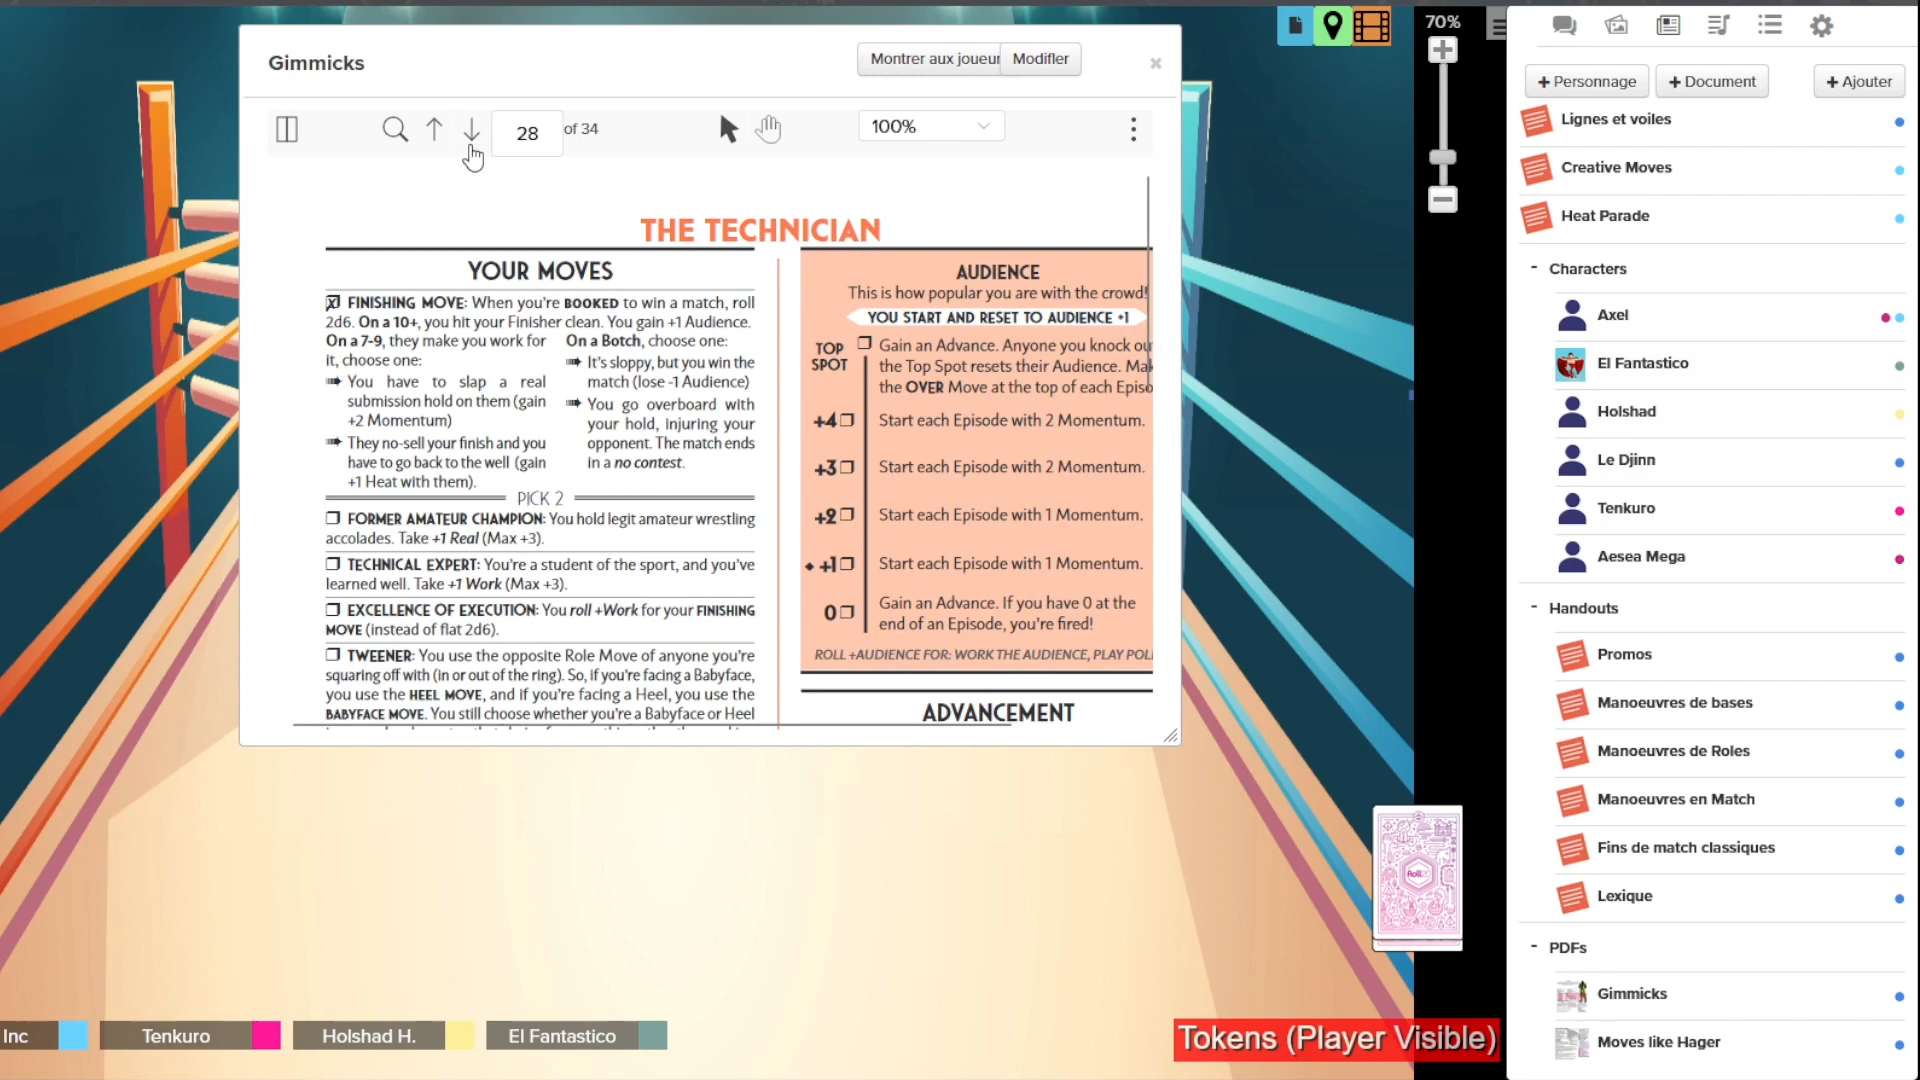 Gimmicks
Montrer aux joueur
Modifier
28
of 34
100%
THE TECHNICIAN
YOUR MOVES
FINISHING MOVE: When you're BOOKED to win a match, roll
2d6. On a 10+, you hit your Finisher clean. You gain +1 Audience.
On a 7-9, they make you work for
it, choose one:
You have to slap a real
submission hold on them (gain
+2 Momentum)
They no-sell your finish and you
have to go back to the well (gain
+1 Heat with them).
On a Botch, choose one:
It's sloppy, but you win the
match (lose -1 Audience)
You go overboard with
your hold, injuring your
opponent. The match ends
in a no contest.
PICK 2
FORMER AMATEUR CHAMPION: You hold legit amateur wrestling
accolades. Take +1 Real (Max +3).
TECHNICAL EXPERT: You're a student of the sport, and you've
learned well. Take +1 Work (Max +3).
EXCELLENCE OF EXECUTION: You roll +Work for your FINISHING
MOVE (instead of flat 2d6).
TWEENER: You use the opposite Role Move of anyone you're
squaring off with (in or out of the ring). So, if you're facing a Babyface,
you use the HEEL MOVE, and if you're facing a Heel, you use the
BABYFACE MOVE. You still choose whether you're a Babyface or Heel
AUDIENCE
This is how popular you are with the crowd!
YOU START AND RESET TO AUDIENCE +1
TOP
SPOT
Gain an Advance. Anyone you knock ou
the Top Spot resets their Audience. Mak
the OVER Move at the top of each Episo
+4 Start each Episode with 2 Momentum.
+3 Start each Episode with 2 Momentum.
+2 Start each Episode with 1 Momentum.
+1 Start each Episode with 1 Momentum.
0 Gain an Advance. If you have 0 at the
end of an Episode, you're fired!
ROLL +AUDIENCE FOR: WORK THE AUDIENCE, PLAY POLI
ADVANCEMENT
70%
+ Personnage
+ Document
+ Ajouter
Lignes et voiles
Creative Moves
Heat Parade
- Characters
Axel
El Fantastico
Holshad
Le Djinn
Tenkuro
Aesea Mega
- Handouts
Promos
Manoeuvres de bases
Manoeuvres de Roles
Manoeuvres en Match
Fins de match classiques
Lexique
- PDFs
Gimmicks
Moves like Hager
Roll20
Inc
Tenkuro
Holshad H.
El Fantastico
Tokens (Player Visible)